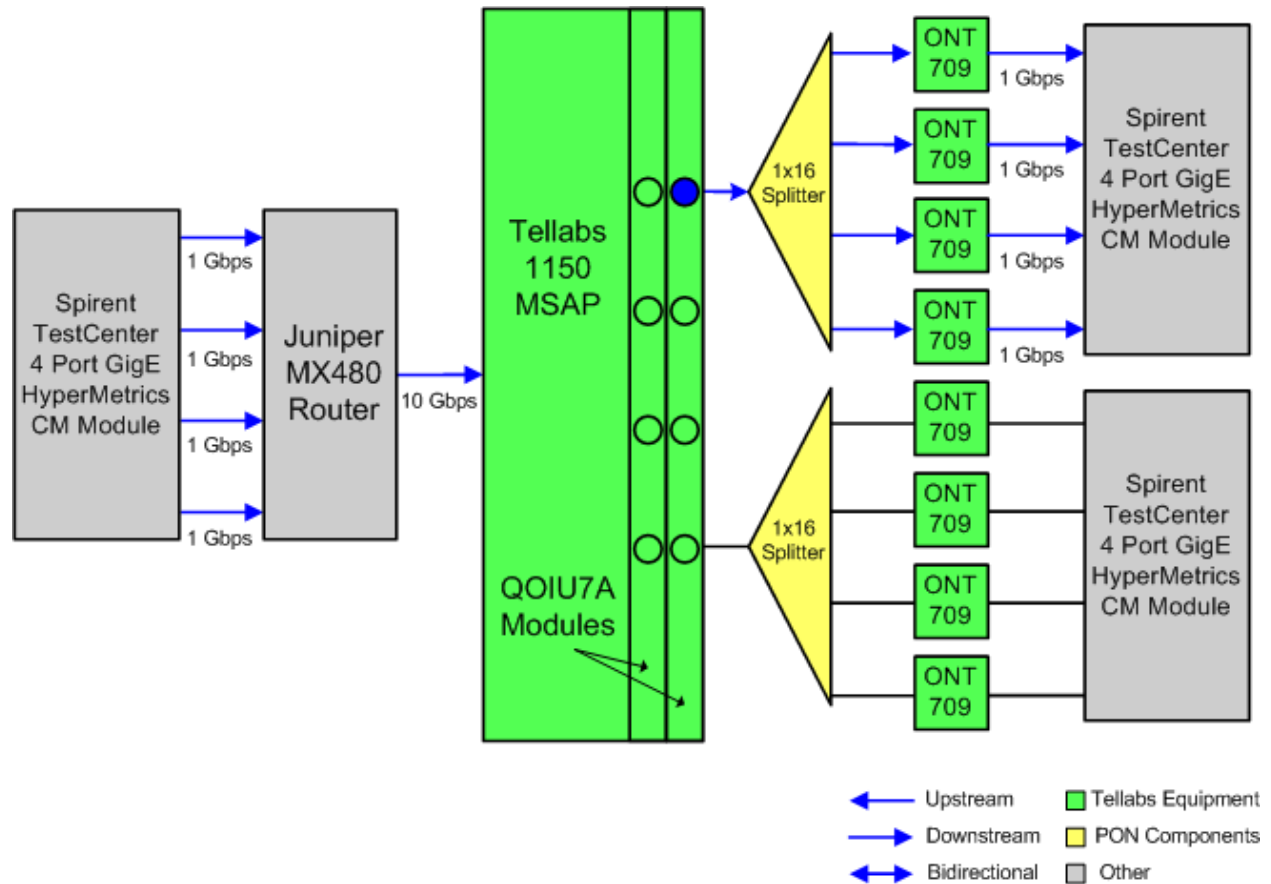 Spirent
TestCenter
4 Port GigE
HyperMetrics
CM Module
1 Gbps
1 Gbps
1 Gbps
1 Gbps
Juniper
MX480
Router
10 Gbps
Tellabs
1150
MSAP
QOIU7A
Modules
1x16
Splitter
ONT
709
1 Gbps
ONT
709
1 Gbps
ONT
709
1 Gbps
ONT
709
1 Gbps
Spirent
TestCenter
4 Port GigE
HyperMetrics
CM Module
1x16
Splitter
ONT
709
ONT
709
ONT
709
ONT
709
Spirent
TestCenter
4 Port GigE
HyperMetrics
CM Module
Upstream
Downstream
Bidirectional
Tellabs Equipment
PON Components
Other